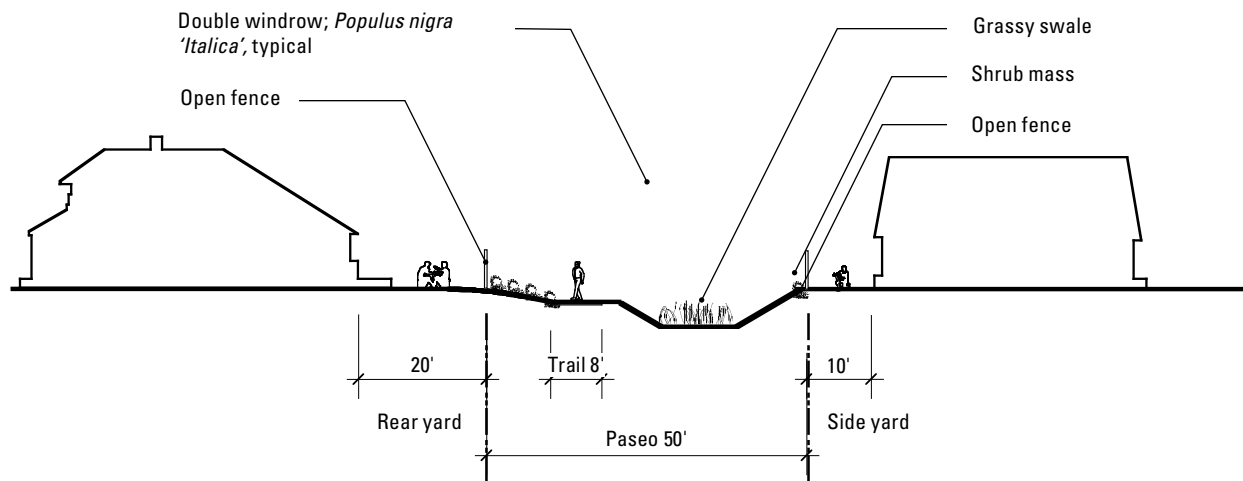 Double windrow; Populus nigra
'Italica', typical
Open fence
Grassy swale
Shrub mass
Open fence
20'
Trail 8'
10'
Rear yard
Side yard
Paseo 50'